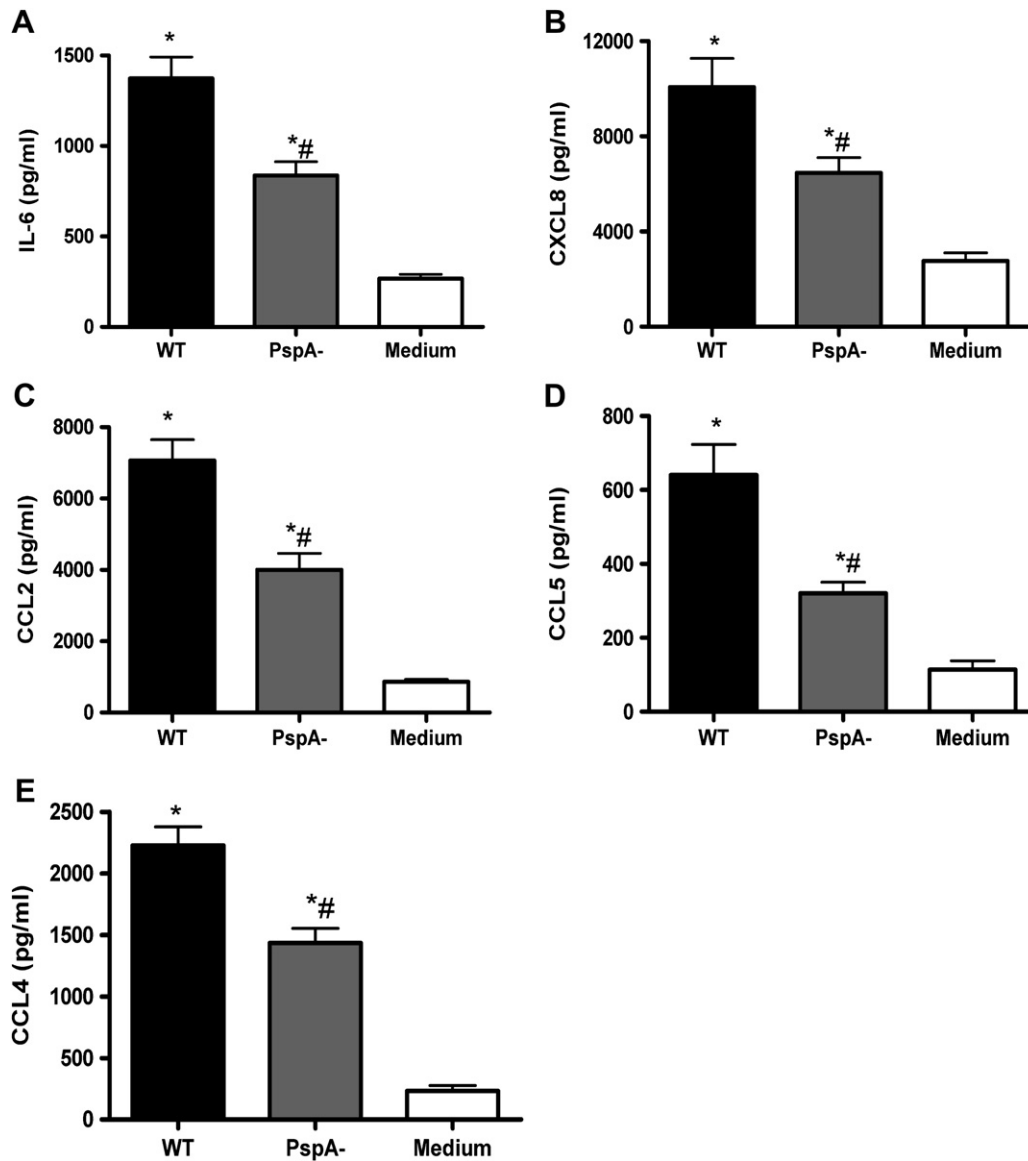 A
IL-6 (pg/ml)
1500
1000
500
0
*
*#
WT
PspA-
Medium
B
CXCL8 (pg/ml)
12000
8000
4000
0
*
*#
WT
PspA-
Medium
C
CCL2 (pg/ml)
8000
6000
4000
2000
0
*
*#
WT
PspA-
Medium
D
CCL5 (pg/ml)
800
600
400
200
0
*
*#
WT
PspA-
Medium
E
CCL4 (pg/ml)
2500
2000
1500
1000
500
0
*
*#
WT
PspA-
Medium